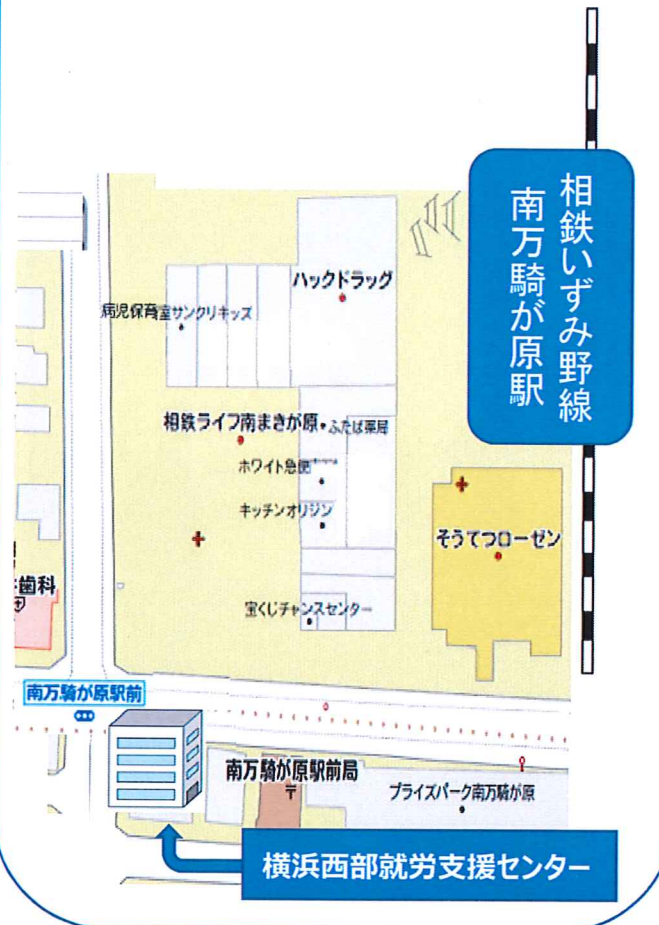 相鉄いずみ野線
南万騎が原駅
ハックドラッグ
病児保育室サンクリキッズ
相鉄ライフ南まきが原
ふたば薬局
ホワイト急便
キッチンオリジン
そうてつローゼン
歯科
宝くじチャンスセンター
南万騎が原駅前
南万騎が原駅前局
〒
プライズパーク南万騎が原
横浜西部就労支援センター